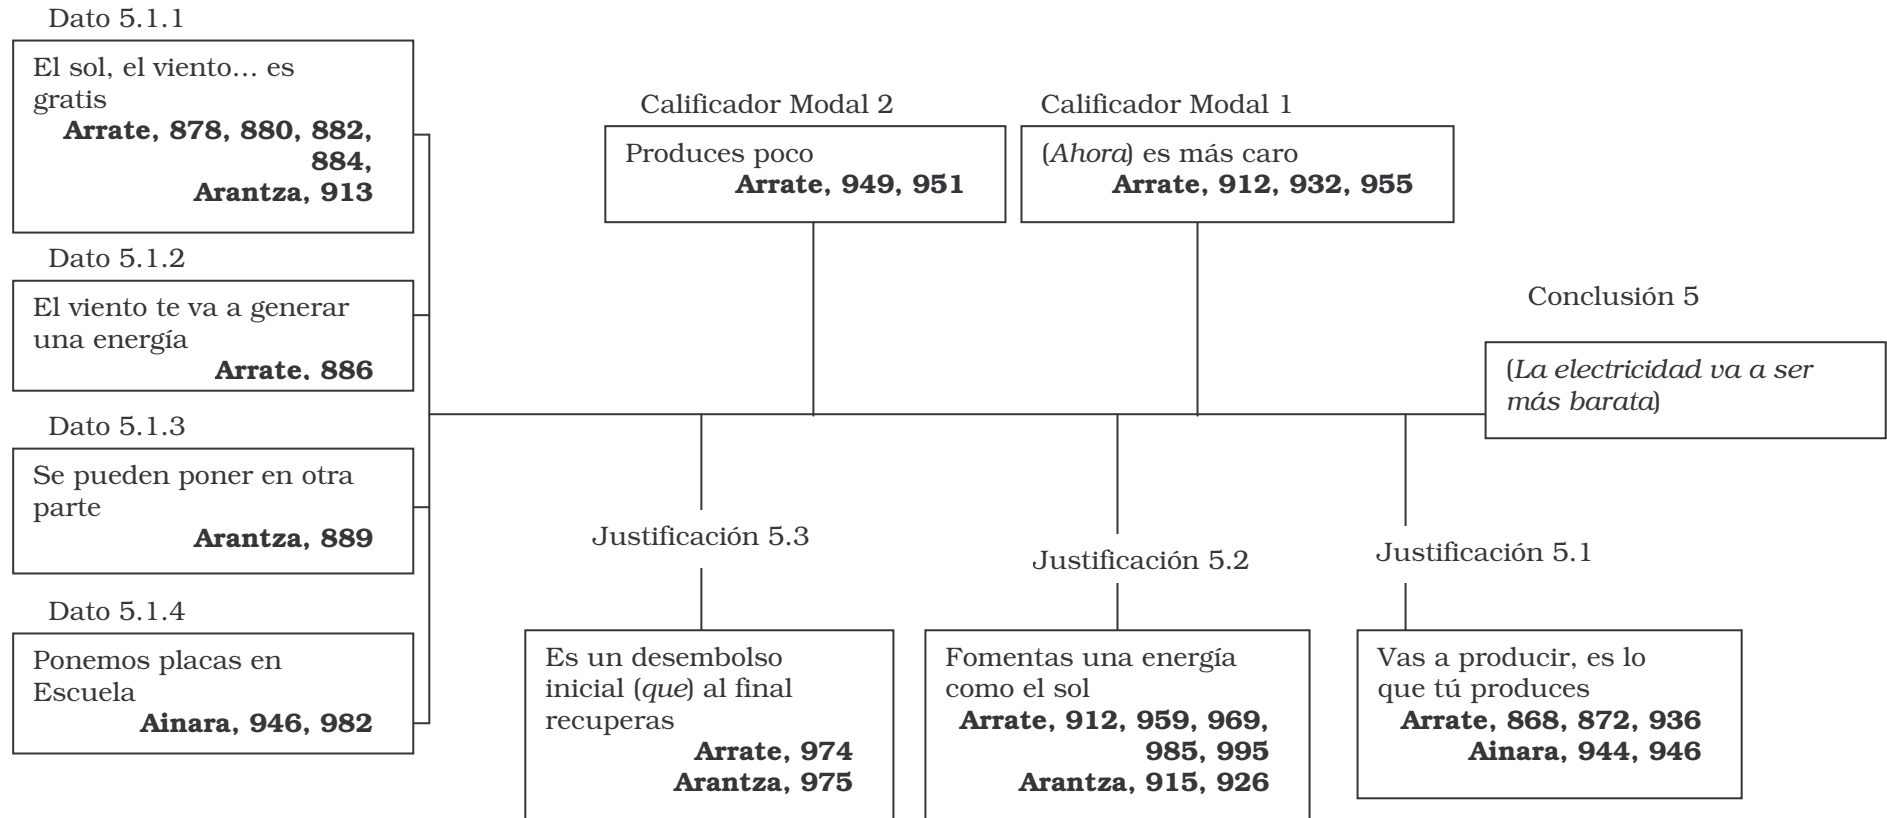 Dato 5.1.1
El sol, el viento… es
gratis
Arrate, 878, 880, 882,
884,
Arantza, 913
Dato 5.1.2
El viento te va a generar
una energía
Arrate, 886
Dato 5.1.3
Se pueden poner en otra
parte
Arantza, 889
Dato 5.1.4
Ponemos placas en
Escuela
Ainara, 946, 982
Calificador Modal 2
Produces poco
Arrate, 949, 951
Calificador Modal 1
(Ahora) es más caro
Arrate, 912, 932, 955
Conclusión 5
(La electricidad va a ser
más barata)
Justificación 5.3
Es un desembolso
inicial (que) al final
recuperas
Arrate, 974
Arantza, 975
Justificación 5.2
Fomentas una energía
como el sol
Arrate, 912, 959, 969,
985, 995
Arantza, 915, 926
Justificación 5.1
Vas a producir, es lo
que tú produces
Arrate, 868, 872, 936
Ainara, 944, 946